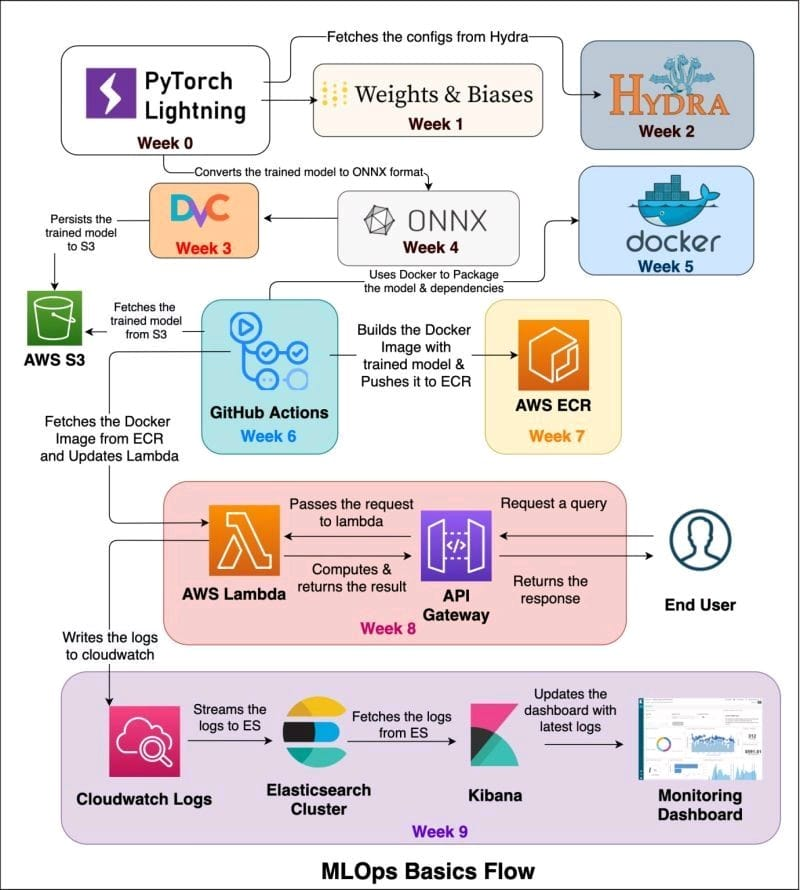 Fetches the configs from Hydra
PyTorch
Lightning
Week 0
Weights & Biases
Week 1
HYDRA
Week 2
Converts the trained model to ONNX format
DVC
Week 3
ONNX
Week 4
docker
Week 5
Persists the
trained model
to S3
Uses Docker to Package
the model & dependencies
AWS S3
Fetches the
trained model
from S3
GitHub Actions
Week 6
Builds the Docker
Image with
trained model &
Pushes it to ECR
AWS ECR
Week 7
Fetches the Docker
Image from ECR
and Updates Lambda
AWS Lambda
Passes the request
to lambda
Computes &
returns the result
API
Gateway
Request a query
Returns the
response
End User
Week 8
Writes the logs
to cloudwatch
Cloudwatch Logs
Streams the
logs to ES
Elasticsearch
Cluster
Fetches the logs
from ES
Kibana
Updates the
dashboard with
latest logs
Monitoring
Dashboard
Week 9
MLOps Basics Flow